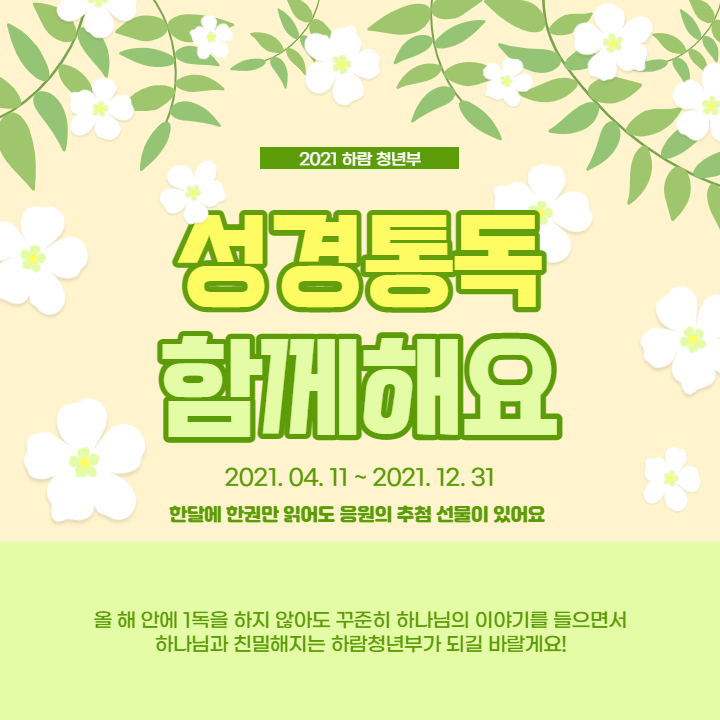 2021 하람 청년부
성경통독
함께해요
2021. 04. 11 ~ 2021. 12. 31
한달에 한권만 읽어도 응원의 추첨 선물이 있어요
올 해 안에 1독을 하지 않아도 꾸준히 하나님의 이야기를 들으면서
하나님과 친밀해지는 하람청년부가 되길 바랄게요!